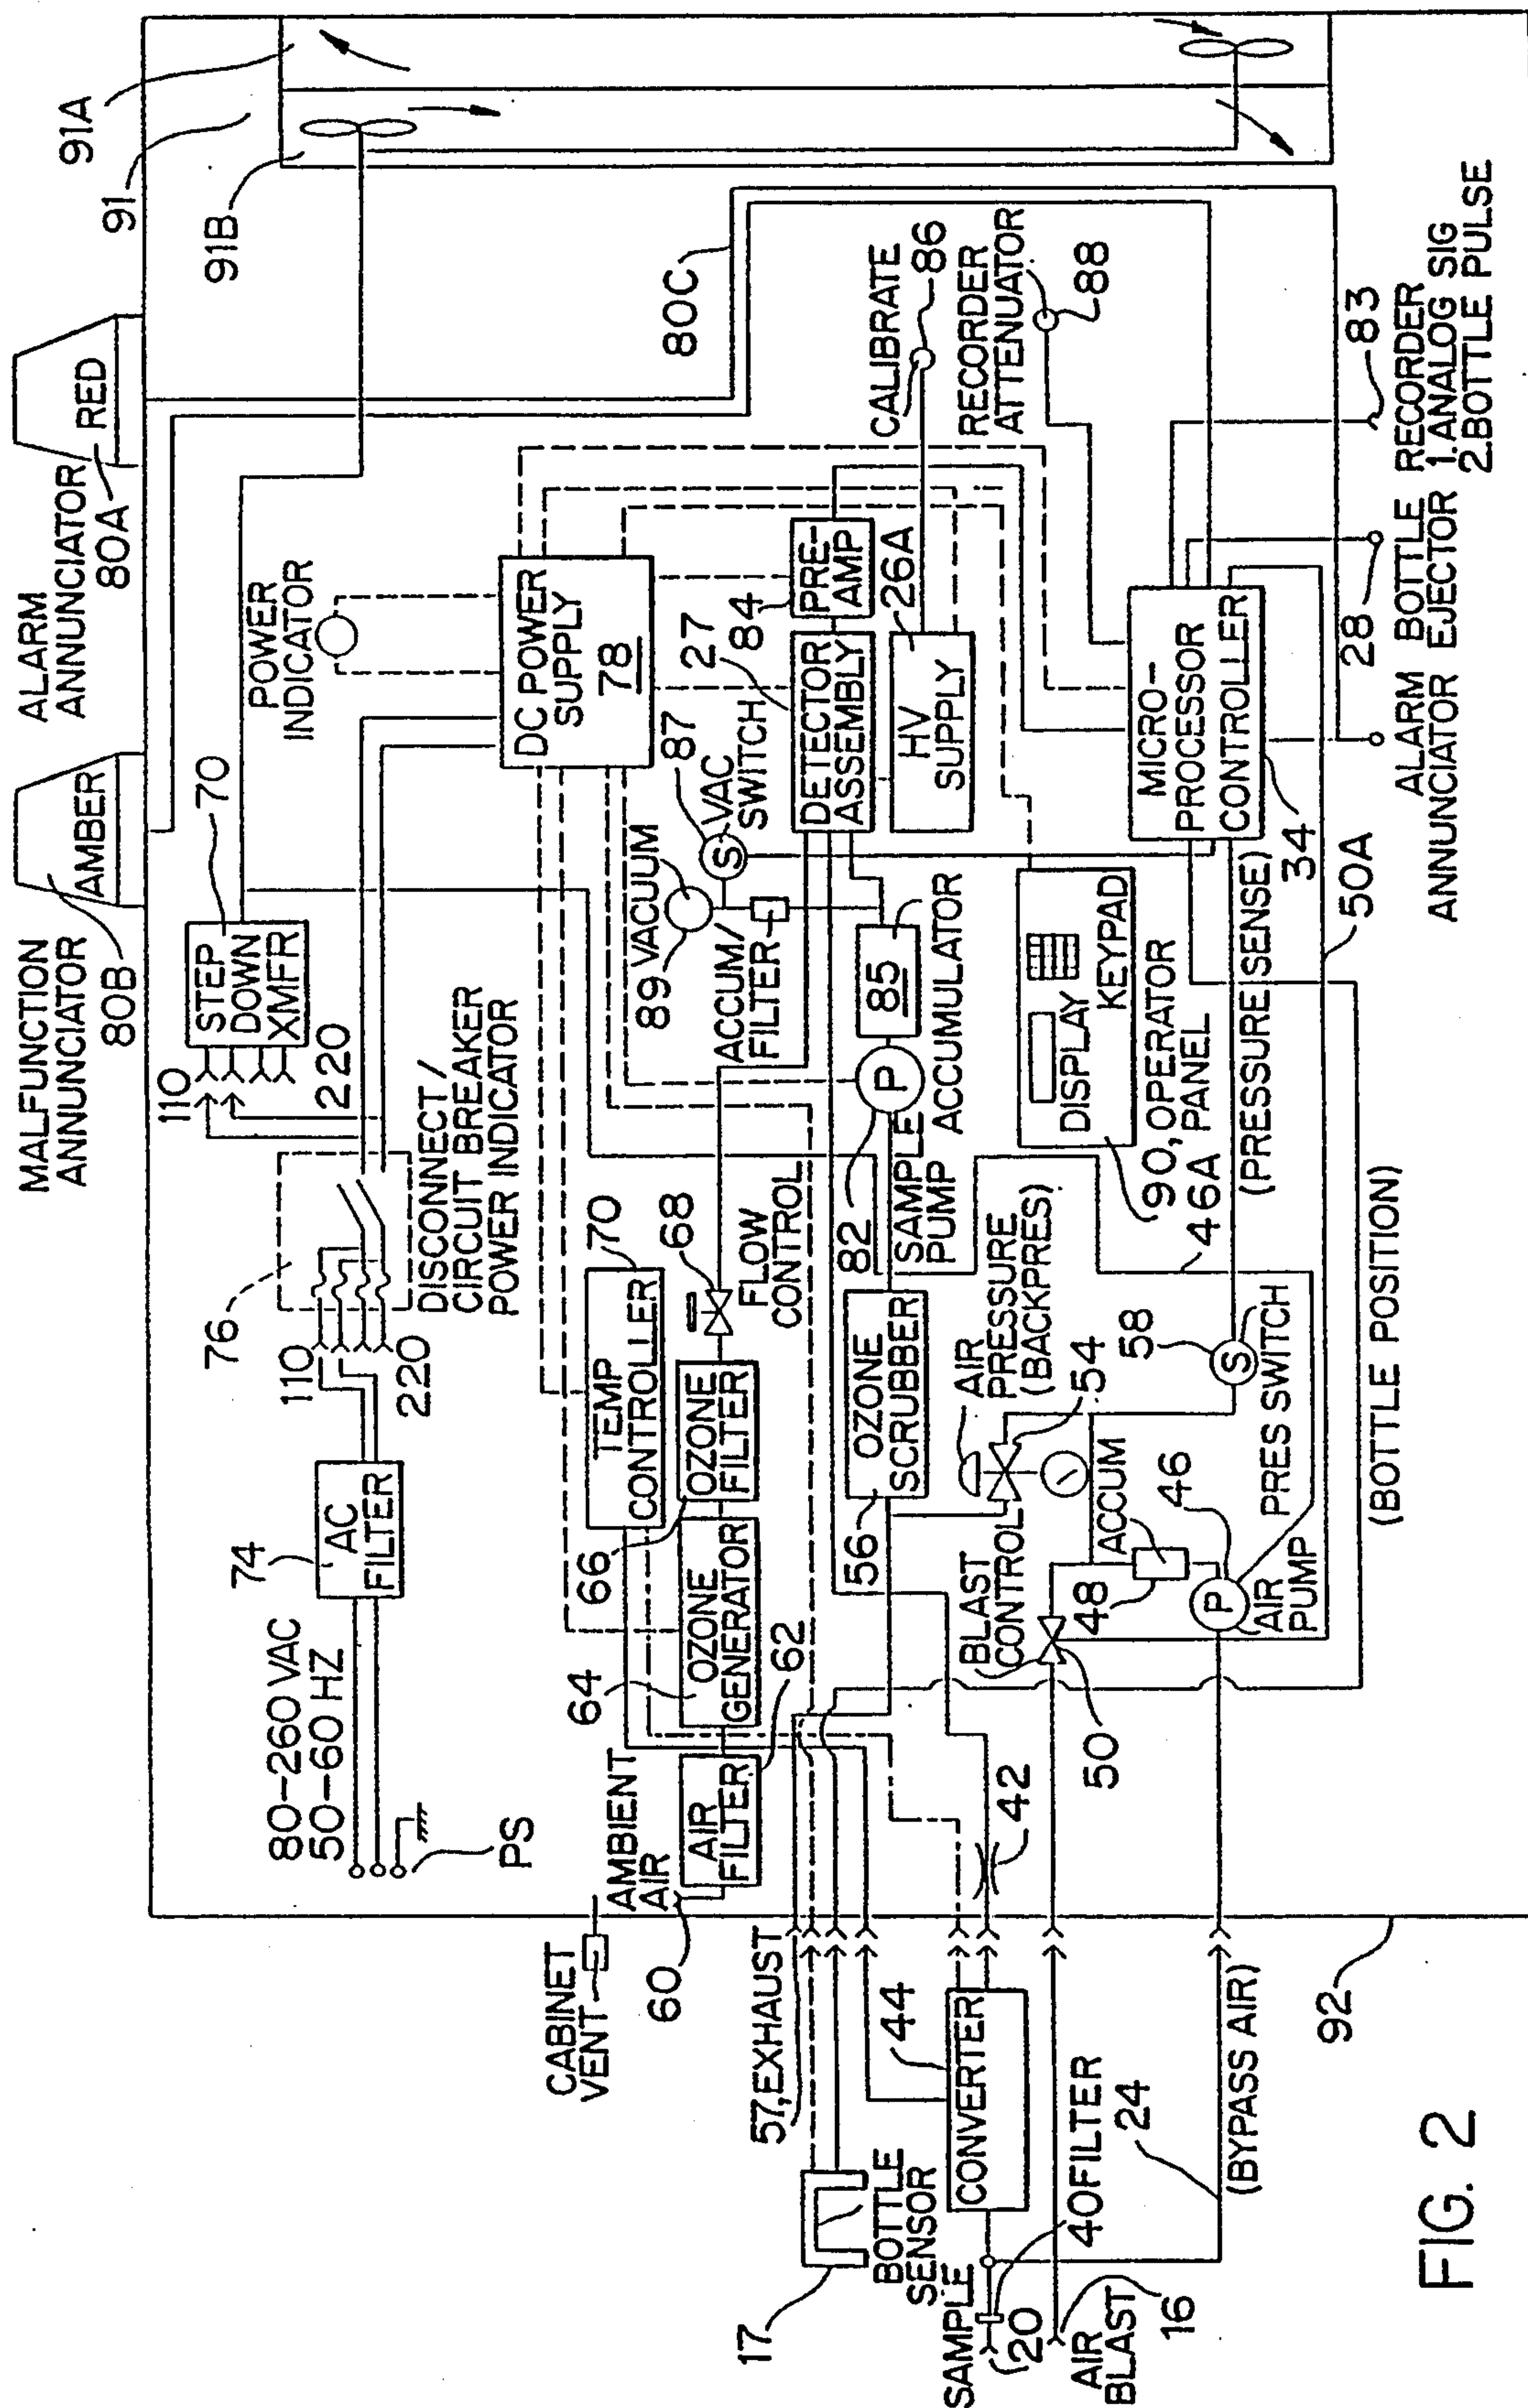 MALFUNCTION
ANNUNCIATOR
80B
AMBER
ALARM
ANNUNCIATOR
80A
RED
91
91A
91B
110
STEP
DOWN
XMFR
70
220
POWER
INDICATOR
80-260 VAC
50-60 HZ
PS
74
AC
FILTER
110
220
76
DISCONNECT/
CIRCUIT BREAKER
POWER INDICATOR
DC POWER
SUPPLY
78
80C
CABINET
VENT
AMBIENT
AIR
60
AIR
FILTER
62
64
OZONE
GENERATOR
66
OZONE
FILTER
TEMP
CONTROLLER
70
68
FLOW
CONTROL
89
VACUUM
87
VAC
SWITCH
S
ACCUM/
FILTER
27
DETECTOR
ASSEMBLY
84
PRE-
AMP
26A
HV
SUPPLY
CALIBRATE
86
RECORDER
ATTENUATOR
88
57, EXHAUST
17
BOTTLE
SENSOR
44
CONVERTER
42
56
OZONE
SCRUBBER
82
SAMPLE
PUMP
P
85
ACCUMULATOR
DISPLAY
KEYPAD
90, OPERATOR
PANEL
46A
MICRO-
PROCESSOR
CONTROLLER
34
SAMPLE
20
40 FILTER
AIR
BLAST
16
24
(BYPASS AIR)
BLAST
CONTROL
50
AIR
PRESSURE
(BACKPRES)
54
ACCUM
48
46
P
AIR
PUMP
58
S
PRES SWITCH
(PRESSURE SENSE)
50A
(BOTTLE POSITION)
92
28
83
ALARM
ANNUNCIATOR
BOTTLE
EJECTOR
RECORDER
1.ANALOG SIG
2.BOTTLE PULSE
FIG. 2